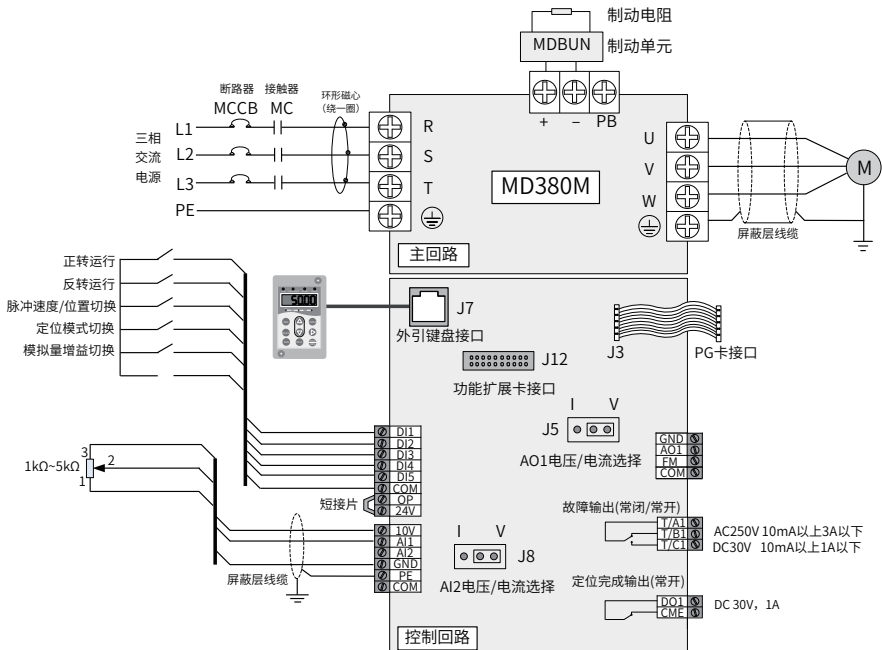 制动电阻
MDBUN 制动单元
+ − PB
断路器 接触器 环形磁心
MCCB MC (绕一圈)
三相
交流
电源
L1
L2
L3
PE
R
S
T
MD380M
主回路
U
V
W
M
屏蔽层线缆
正转运行
反转运行
脉冲速度/位置切换
定位模式切换
模拟量增益切换
5000
J7
外引键盘接口
J12
功能扩展卡接口
J3
PG卡接口
I V
J5
AO1电压/电流选择
GND
AO1
FM
COM
DI1
DI2
DI3
DI4
DI5
COM
OP
24V
短接片
1kΩ~5kΩ
3
2
1
10V
AI1
AI2
GND
PE
COM
屏蔽层线缆
I V
J8
AI2电压/电流选择
故障输出(常闭/常开)
T/A1
T/B1
T/C1
AC250V 10mA以上3A以下
DC30V 10mA以上1A以下
定位完成输出(常开)
DO1
CME
DC 30V，1A
控制回路